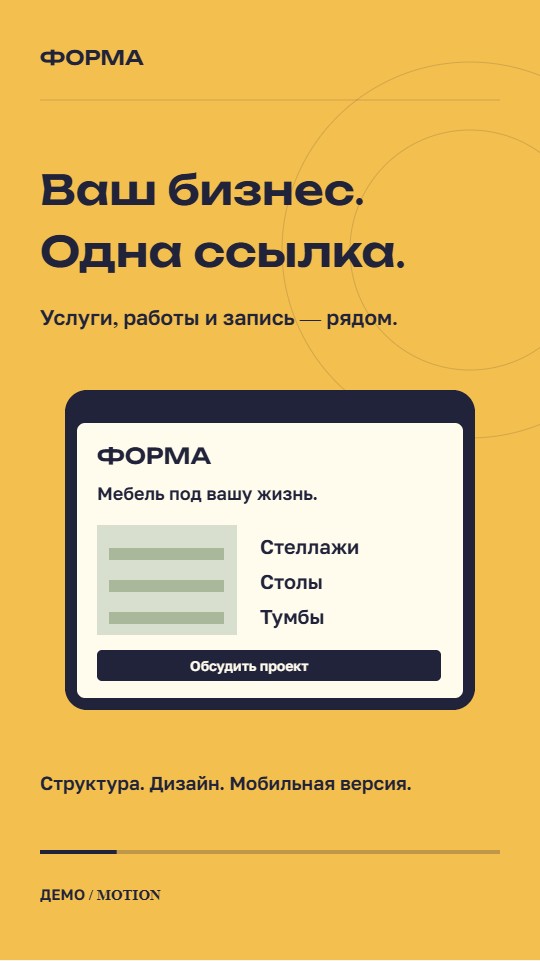 ФОРМА
Ваш бизнес.
Одна ссылка.
Услуги, работы и запись — рядом.
ФОРМА
Мебель под вашу жизнь.
Стеллажи
Столы
Тумбы
Обсудить проект
Структура. Дизайн. Мобильная версия.
ДЕМО / MOTION